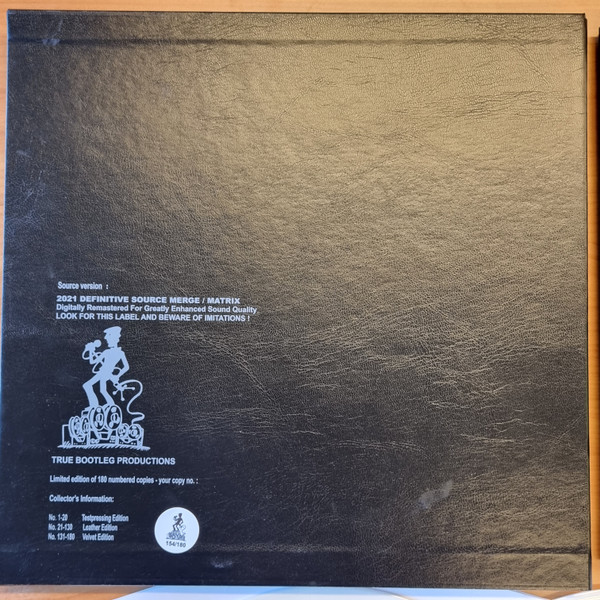 Source version :
2021 DEFINITIVE SOURCE MERGE / MATRIX
Digitally Remastered For Greatly Enhanced Sound Quality
LOOK FOR THIS LABEL AND BEWARE OF IMITATIONS !
TRUE BOOTLEG PRODUCTIONS
Limited edition of 180 numbered copies - your copy no. :
Collector's Information:
No. 1-20 Testpressing Edition
No. 21-130 Leather Edition
No. 131-180 Velvet Edition
154/180